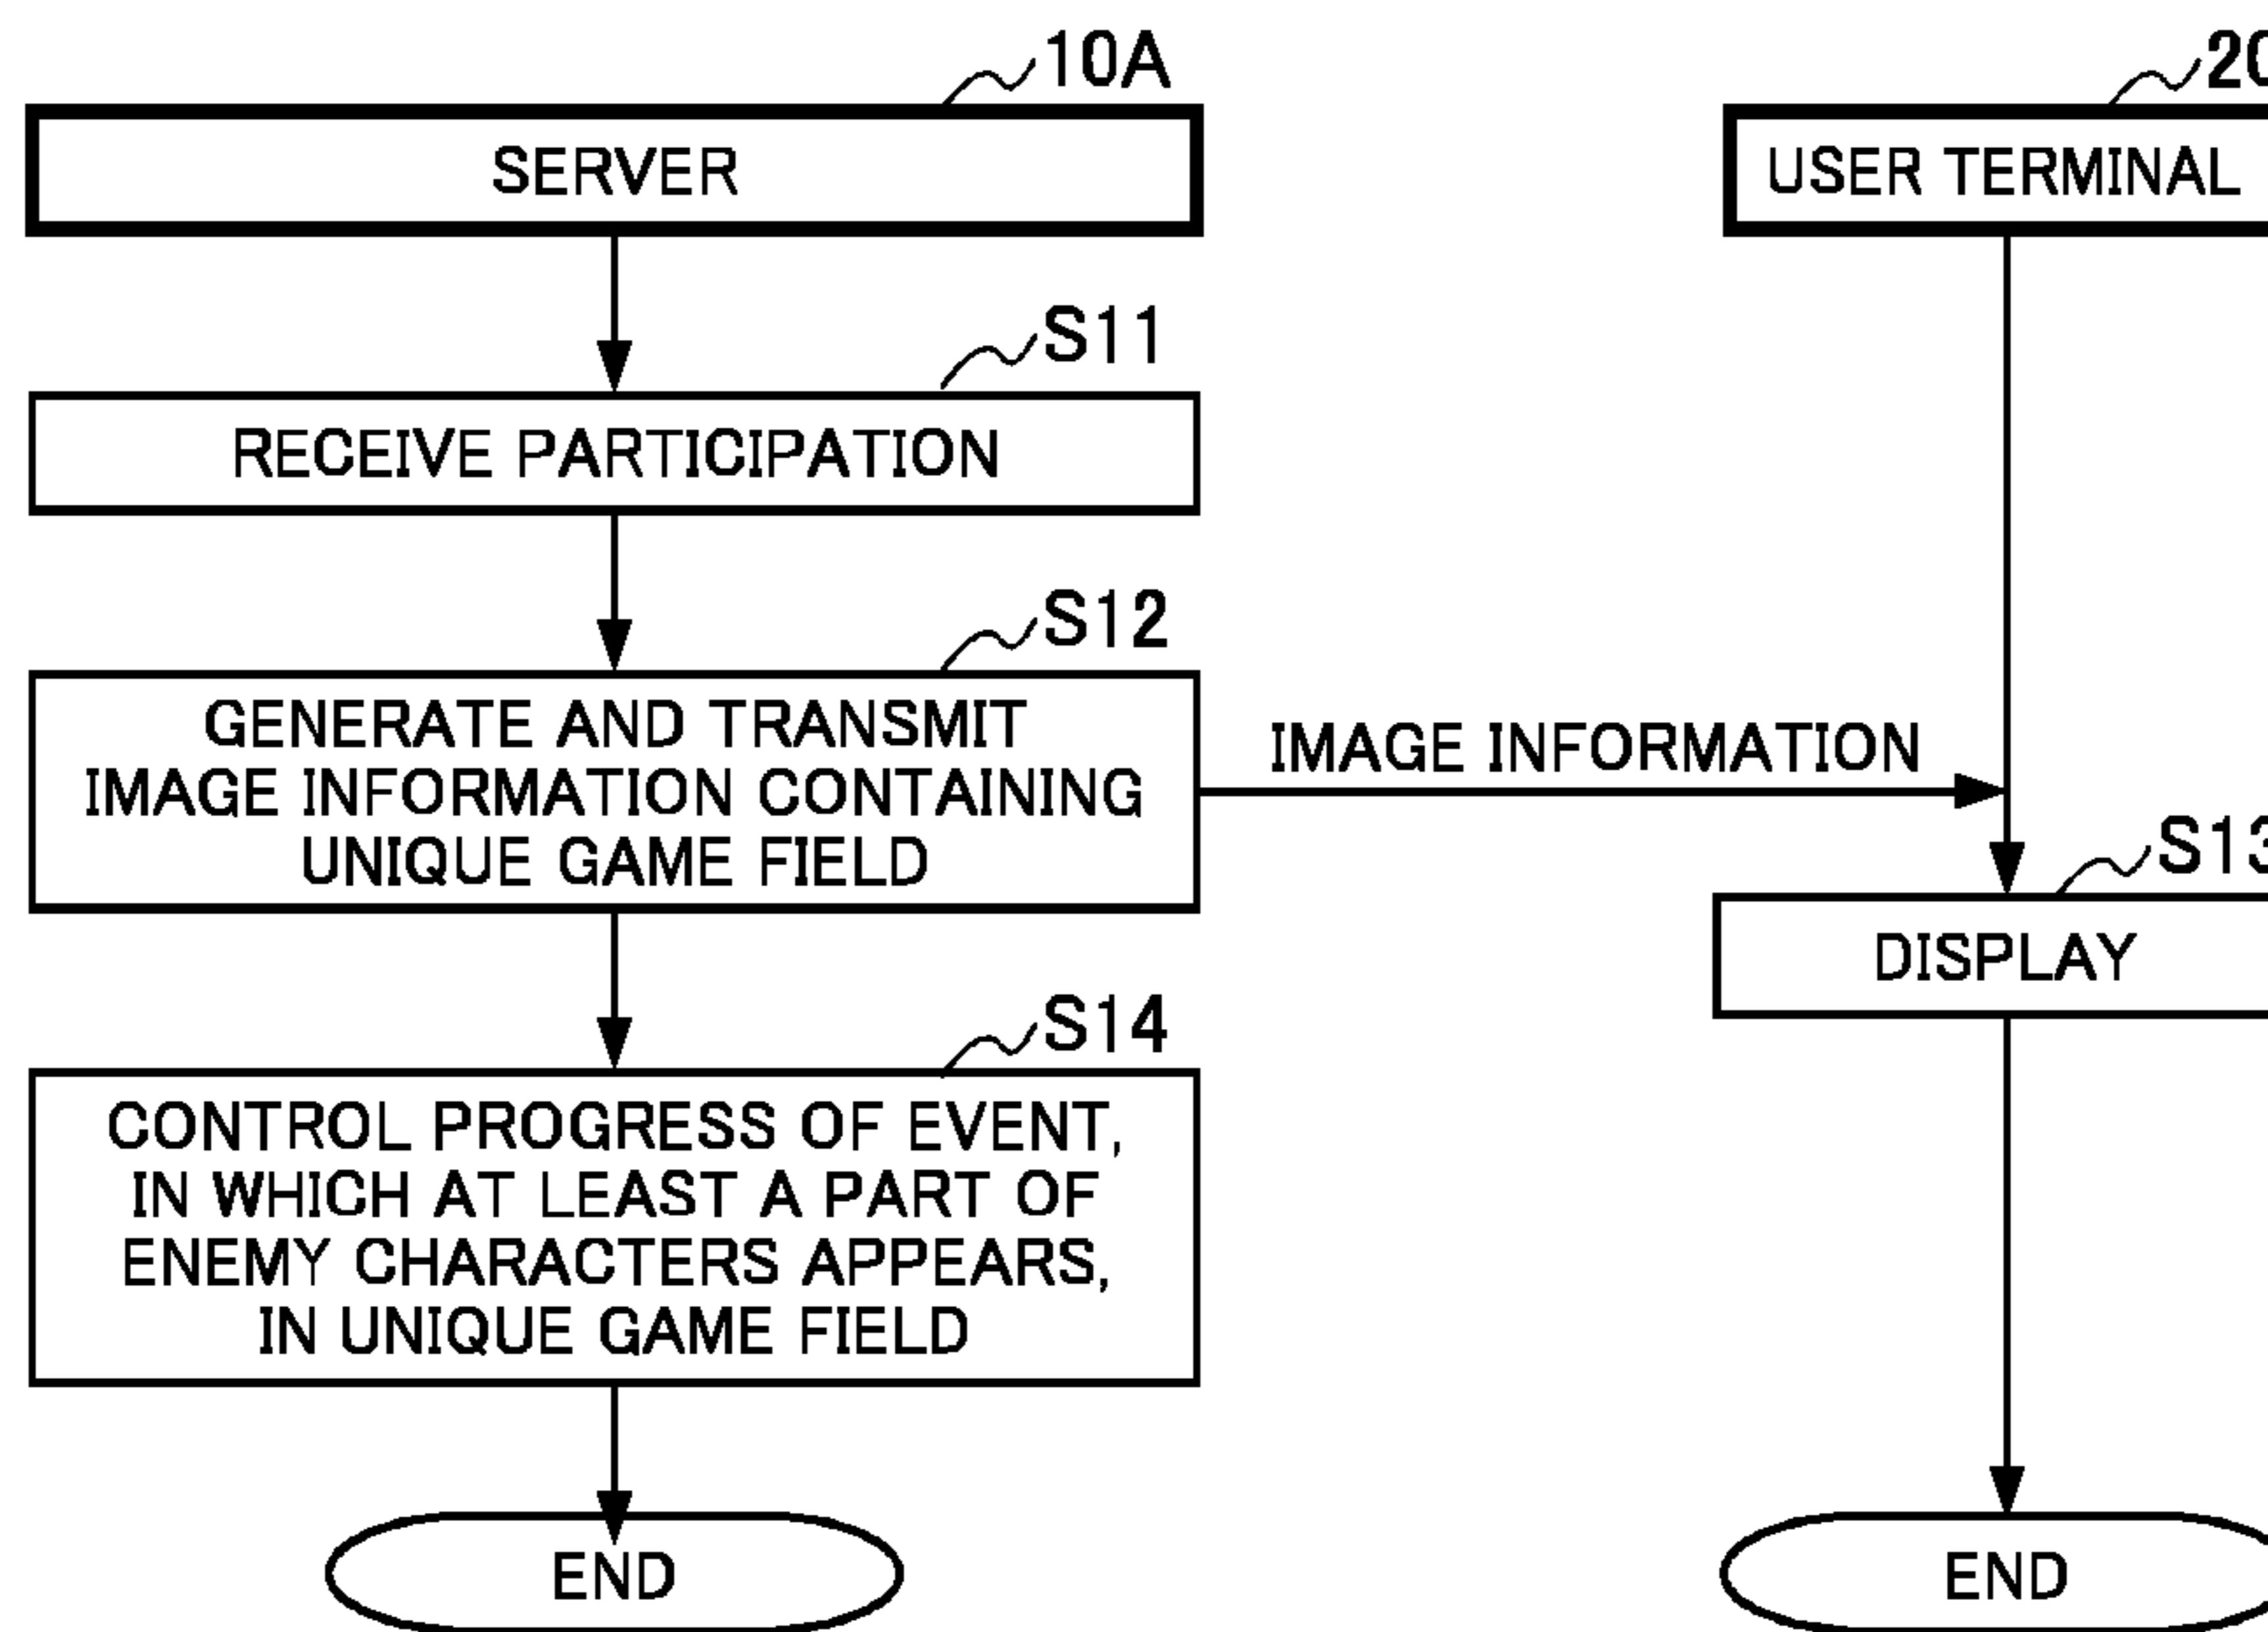 10A
SERVER
20
USER TERMINAL
S11
RECEIVE PARTICIPATION
S12
GENERATE AND TRANSMIT
IMAGE INFORMATION CONTAINING
UNIQUE GAME FIELD
IMAGE INFORMATION
S13
DISPLAY
S14
CONTROL PROGRESS OF EVENT,
IN WHICH AT LEAST A PART OF
ENEMY CHARACTERS APPEARS,
IN UNIQUE GAME FIELD
END
END